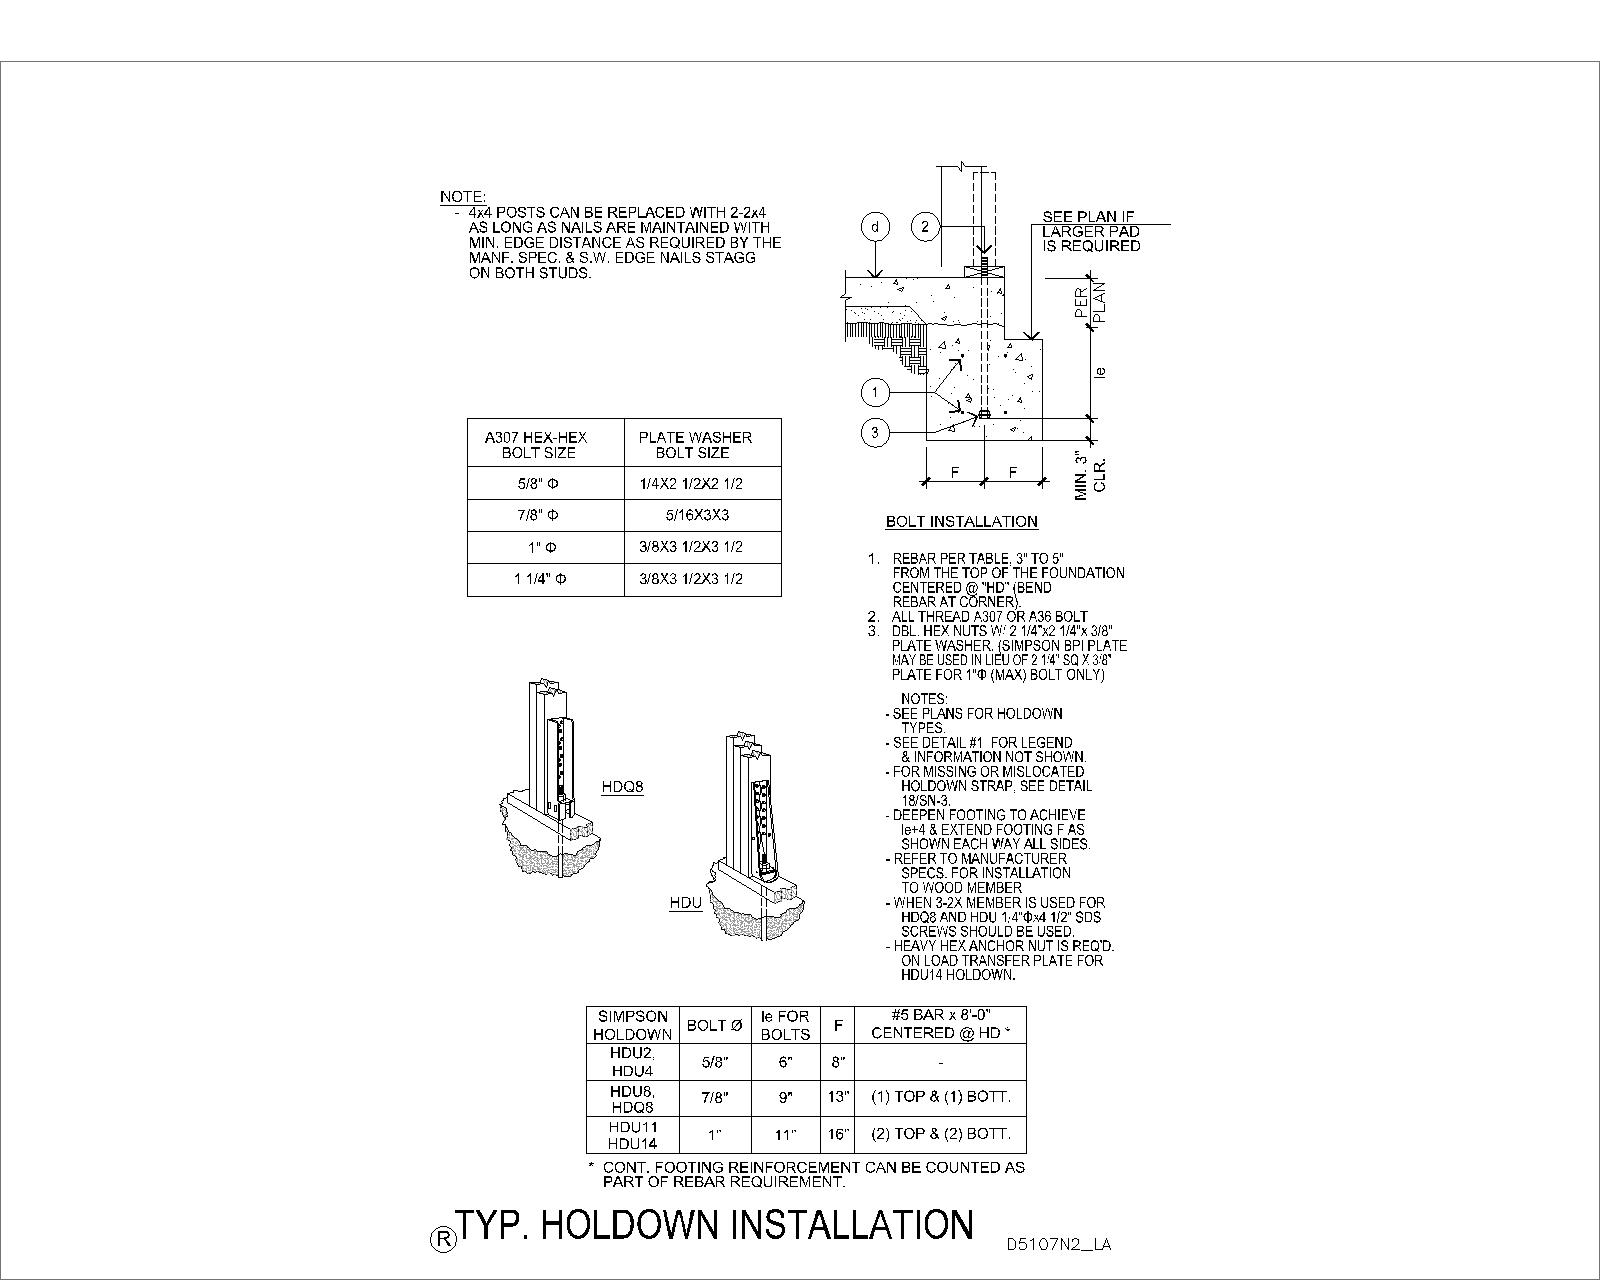 NOTE:
- 4x4 POSTS CAN BE REPLACED WITH 2-2x4
AS LONG AS NAILS ARE MAINTAINED WITH
MIN. EDGE DISTANCE AS REQUIRED BY THE
MANF. SPEC. & S.W. EDGE NAILS STAGG
ON BOTH STUDS.
d
2
SEE PLAN IF
LARGER PAD
IS REQUIRED
PER
PLAN
le
1
3
F F
MIN. 3"
CLR.
A307 HEX-HEX
BOLT SIZE
PLATE WASHER
BOLT SIZE
5/8" Φ 1/4X2 1/2X2 1/2
7/8" Φ 5/16X3X3
1" Φ 3/8X3 1/2X3 1/2
1 1/4" Φ 3/8X3 1/2X3 1/2
BOLT INSTALLATION
1. REBAR PER TABLE, 3" TO 5"
FROM THE TOP OF THE FOUNDATION
CENTERED @ "HD" (BEND
REBAR AT CORNER).
2. ALL THREAD A307 OR A36 BOLT
3. DBL. HEX NUTS W/ 2 1/4"x2 1/4"x 3/8"
PLATE WASHER. (SIMPSON BPI PLATE
MAY BE USED IN LIEU OF 2 1/4" SQ X 3/8"
PLATE FOR 1"Φ (MAX) BOLT ONLY)
NOTES:
- SEE PLANS FOR HOLDOWN
TYPES.
- SEE DETAIL #1 FOR LEGEND
& INFORMATION NOT SHOWN.
- FOR MISSING OR MISLOCATED
HOLDOWN STRAP, SEE DETAIL
18/SN-3.
- DEEPEN FOOTING TO ACHIEVE
le+4 & EXTEND FOOTING F AS
SHOWN EACH WAY ALL SIDES.
- REFER TO MANUFACTURER
SPECS. FOR INSTALLATION
TO WOOD MEMBER
- WHEN 3-2X MEMBER IS USED FOR
HDQ8 AND HDU 1/4"Φx4 1/2" SDS
SCREWS SHOULD BE USED.
- HEAVY HEX ANCHOR NUT IS REQ'D.
ON LOAD TRANSFER PLATE FOR
HDU14 HOLDOWN.
HDQ8
HDU
SIMPSON
HOLDOWN
BOLT Ø
le FOR
BOLTS
F
#5 BAR x 8'-0"
CENTERED @ HD *
HDU2,
HDU4
5/8" 6" 8" -
HDU8,
HDQ8
7/8" 9" 13" (1) TOP & (1) BOTT.
HDU11
HDU14
1" 11" 16" (2) TOP & (2) BOTT.
* CONT. FOOTING REINFORCEMENT CAN BE COUNTED AS
PART OF REBAR REQUIREMENT.
R TYP. HOLDOWN INSTALLATION
D5107N2_LA